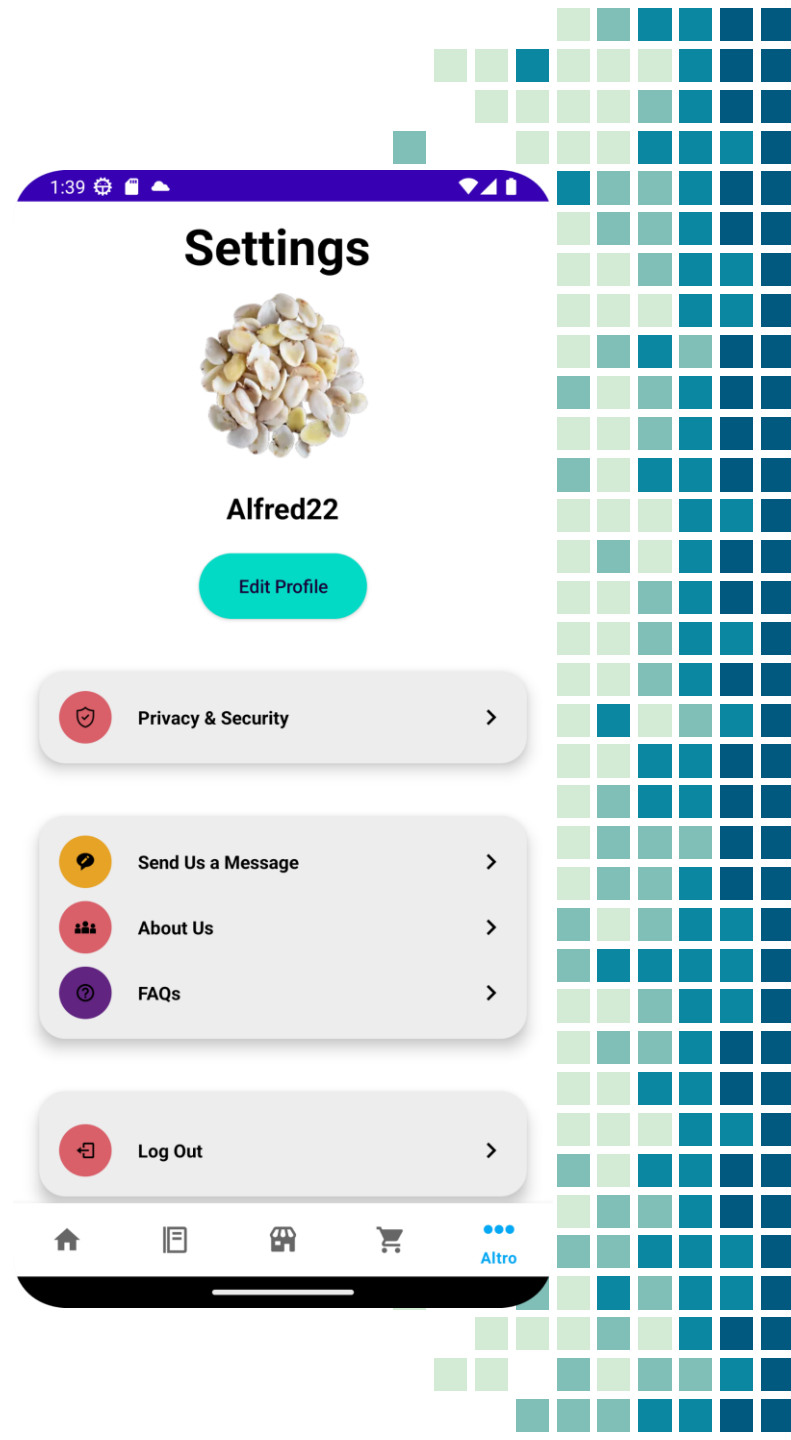 1:39
Settings
Alfred22
Edit Profile
Privacy & Security
Send Us a Message
About Us
FAQs
Log Out
Altro